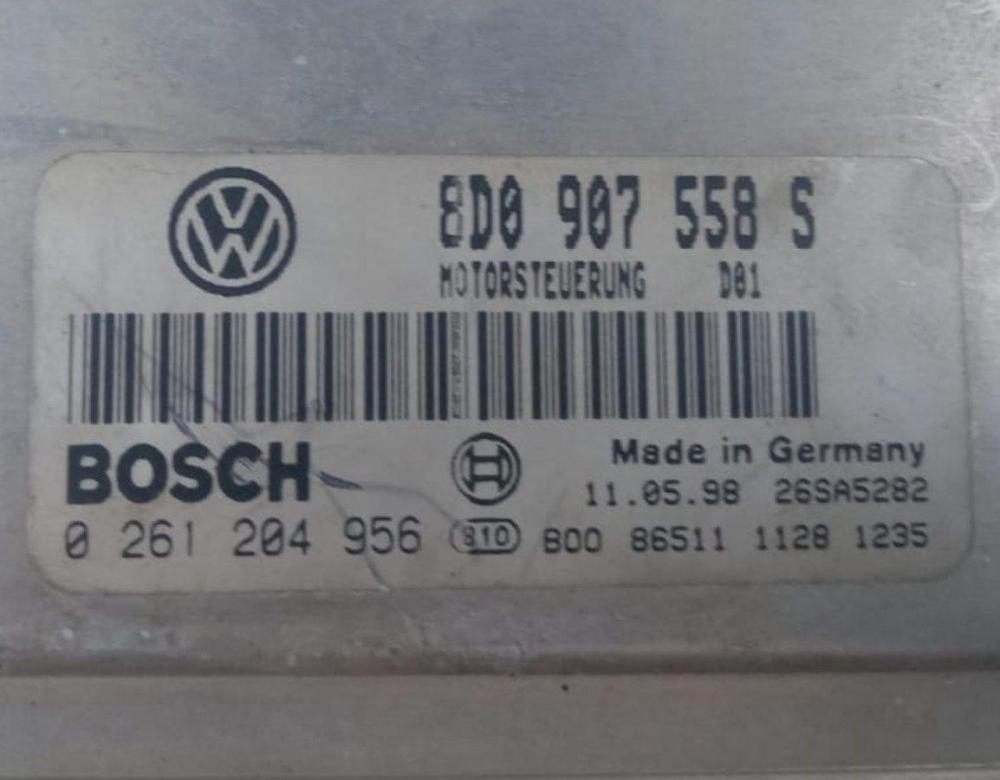 8D0 907 558 S
MOTORSTEUERUNG D01
BOSCH
Made in Germany
11.05.98 26SA5282
0 261 204 956 910 B00 86511 1128 1235